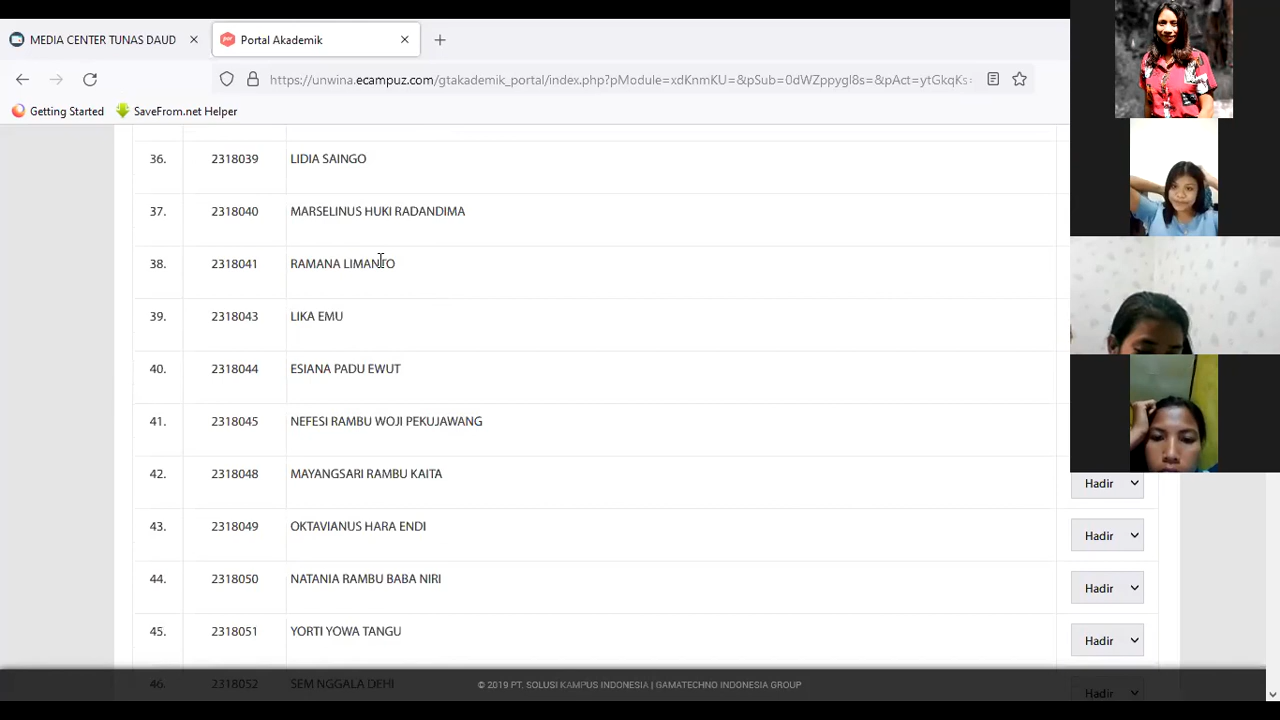 MEDIA CENTER TUNAS DAUD
Portal Akademik
https://unwina.ecampuz.com/gtakademik_portal/index.php?pModule=xdKnmKU=&pSub=0dWZppygl8s=&pAct=ytGkqKs=
Getting Started
SaveFrom.net Helper
36. 2318039 LIDIA SAINGO
37. 2318040 MARSELINUS HUKI RADANDIMA
38. 2318041 RAMANA LIMANTO
39. 2318043 LIKA EMU
40. 2318044 ESIANA PADU EWUT
41. 2318045 NEFESI RAMBU WOJI PEKUJAWANG
42. 2318048 MAYANGSARI RAMBU KAITA Hadir
43. 2318049 OKTAVIANUS HARA ENDI Hadir
44. 2318050 NATANIA RAMBU BABA NIRI Hadir
45. 2318051 YORTI YOWA TANGU Hadir
46. 2318052 SEM NGGALA DEHI Hadir
© 2019 PT. SOLUSI KAMPUS INDONESIA | GAMATECHNO INDONESIA GROUP